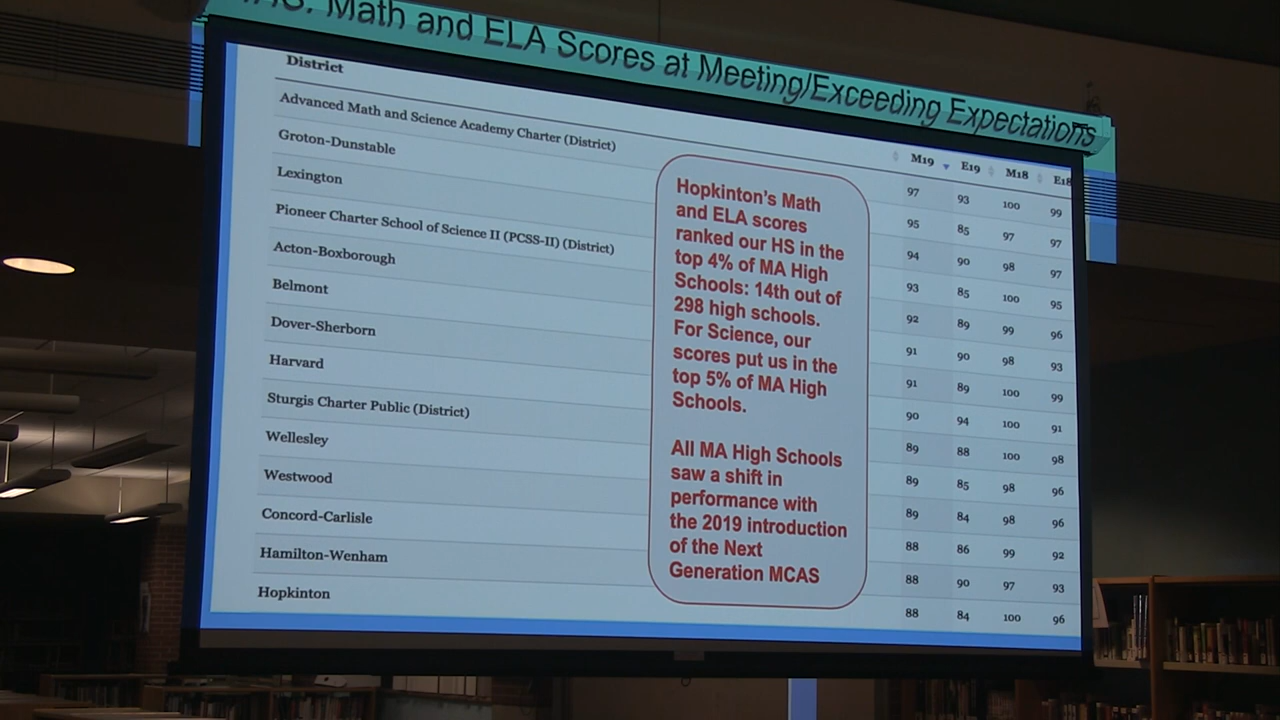 Math and ELA Scores at Meeting/Exceeding Expectations
District M19 E19 M18 E18
Advanced Math and Science Academy Charter (District) 97 93 100 99
Groton-Dunstable 95 85 97 97
Lexington 94 90 98 97
Pioneer Charter School of Science II (PCSS-II) (District) 93 85 100 95
Acton-Boxborough 92 89 99 96
Belmont 91 90 98 93
Dover-Sherborn 91 89 100 99
Harvard 90 94 100 91
Sturgis Charter Public (District) 89 88 100 98
Wellesley 89 85 98 96
Westwood 89 84 98 96
Concord-Carlisle 88 86 99 92
Hamilton-Wenham 88 90 97 93
Hopkinton 88 84 100 96
Hopkinton's Math
and ELA scores
ranked our HS in the
top 4% of MA High
Schools: 14th out of
298 high schools.
For Science, our
scores put us in the
top 5% of MA High
Schools.
All MA High Schools
saw a shift in
performance with
the 2019 introduction
of the Next
Generation MCAS